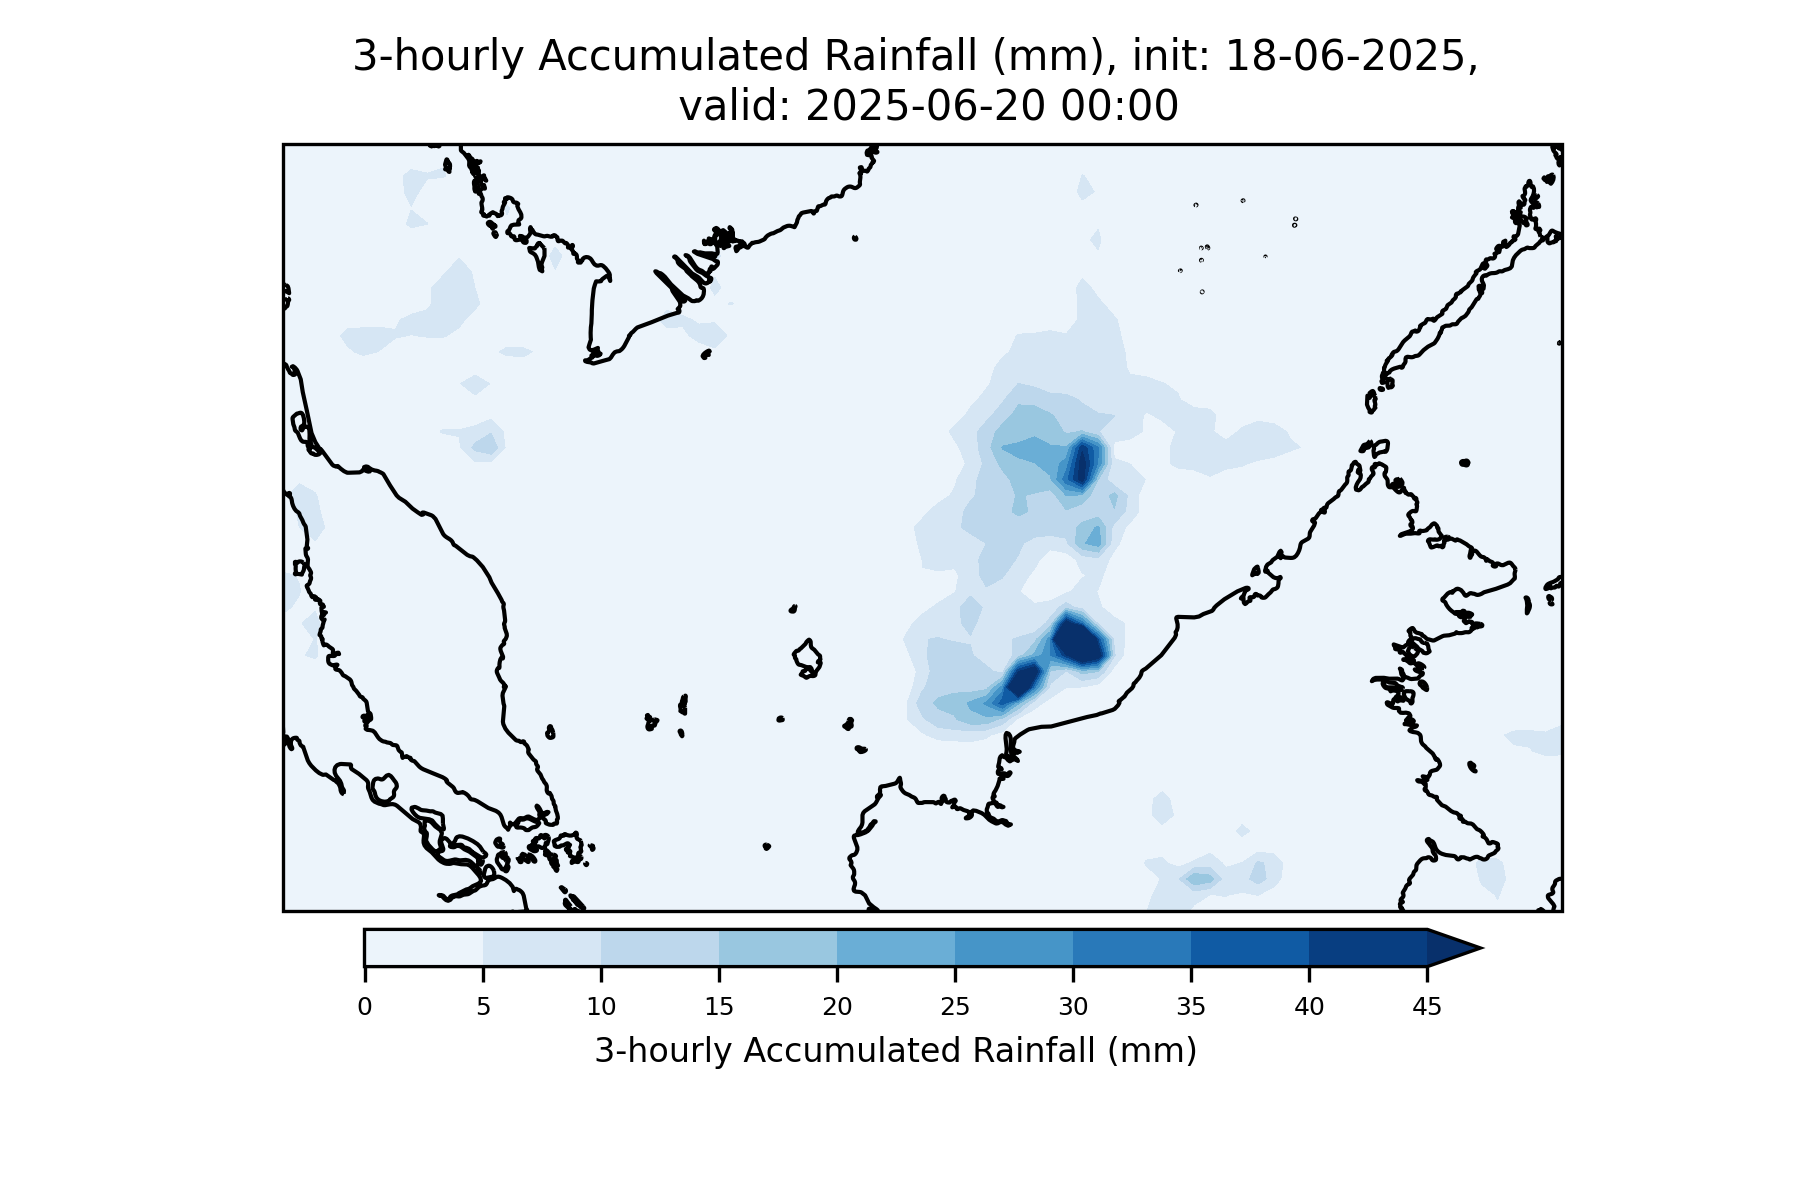 3-hourly Accumulated Rainfall (mm), init: 18-06-2025,
valid: 2025-06-20 00:00
0 5 10 15 20 25 30 35 40 45
3-hourly Accumulated Rainfall (mm)